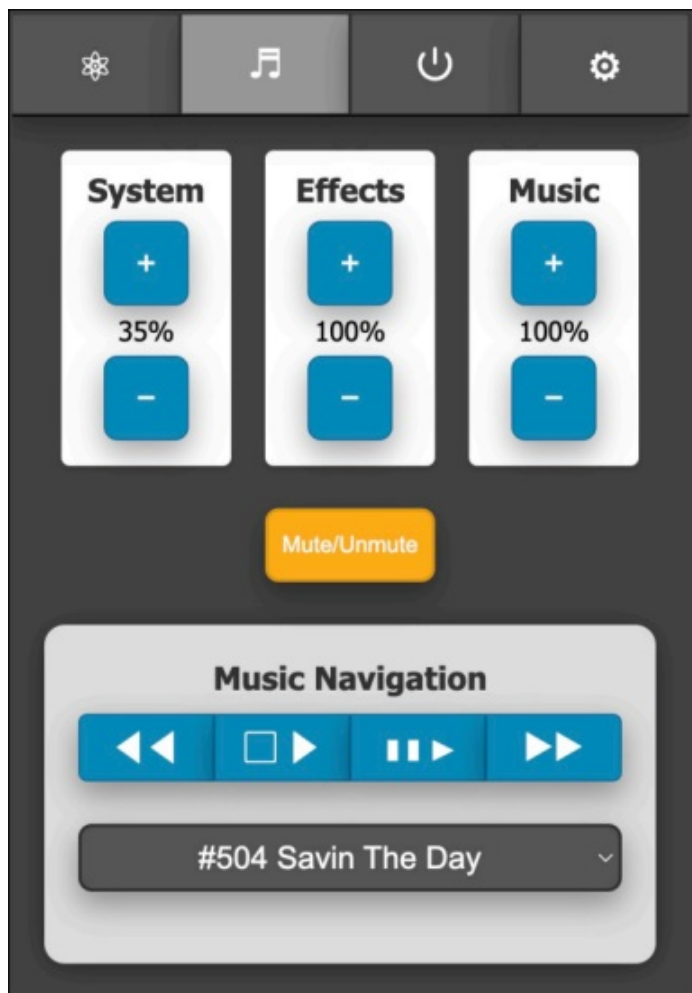 System Effects Music
+ + +
35% 100% 100%
− − −
Mute/Unmute
Music Navigation
#504 Savin The Day